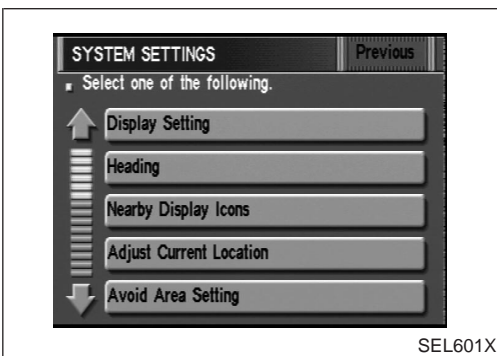 SYSTEM SETTINGS Previous
Select one of the following.
Display Setting
Heading
Nearby Display Icons
Adjust Current Location
Avoid Area Setting
SEL601X